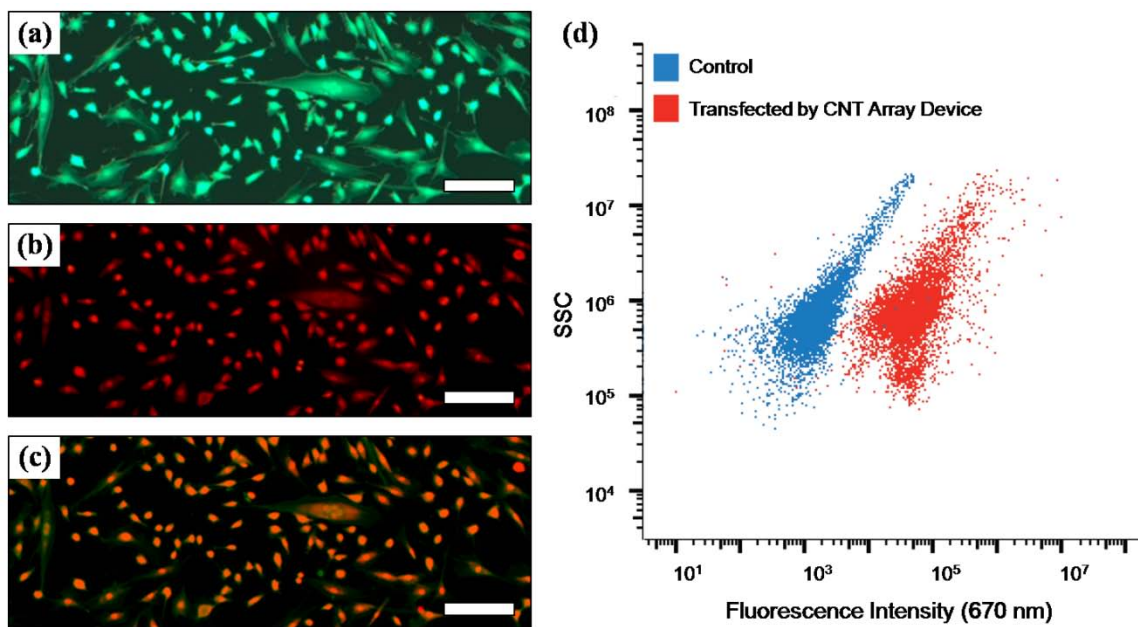 (a)
(b)
(c)
(d)
Control
Transfected by CNT Array Device
10⁸
10⁷
10⁶
10⁵
10⁴
SSC
10¹
10³
10⁵
10⁷
Fluorescence Intensity (670 nm)